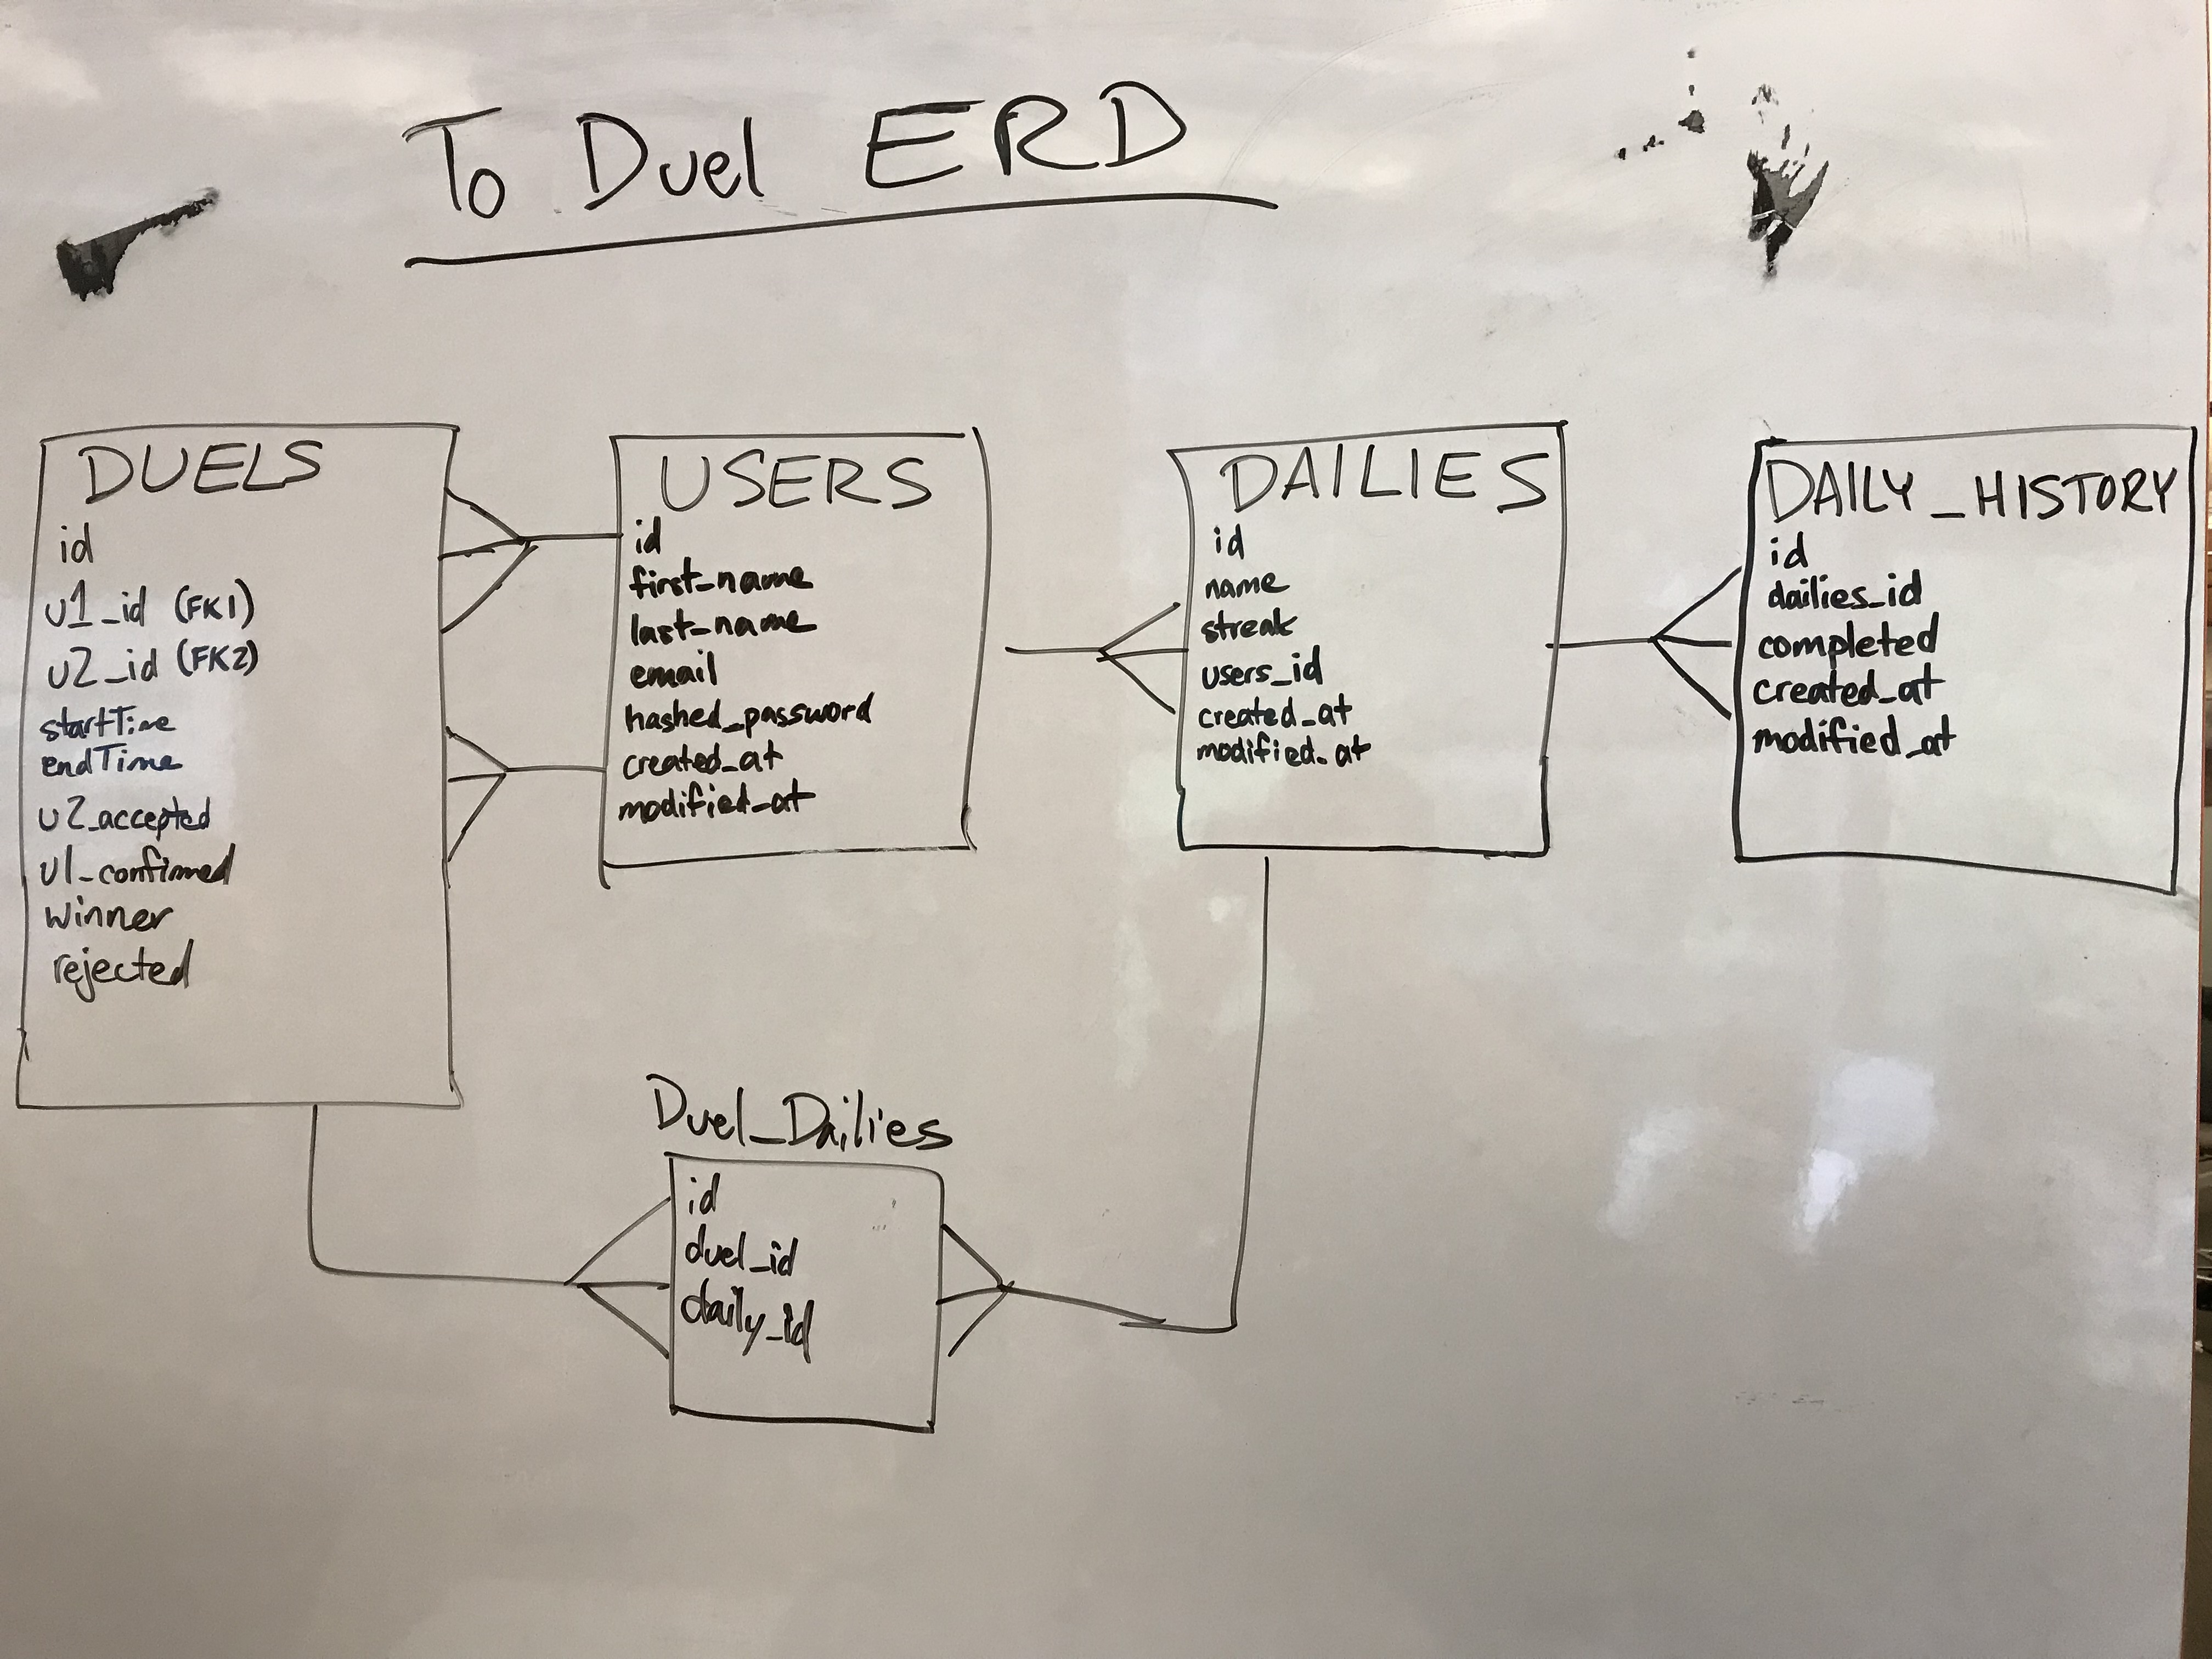 To Duel ERD
DUELS
id
u1_id (FK1)
u2_id (FK2)
startTime
endTime
u2_accepted
u1_confirmed
winner
rejected
USERS
id
first_name
last_name
email
hashed_password
created_at
modified_at
DAILIES
id
name
streak
users_id
created_at
modified_at
DAILY_HISTORY
id
dailies_id
completed
created_at
modified_at
Duel_Dailies
id
duel_id
daily_id